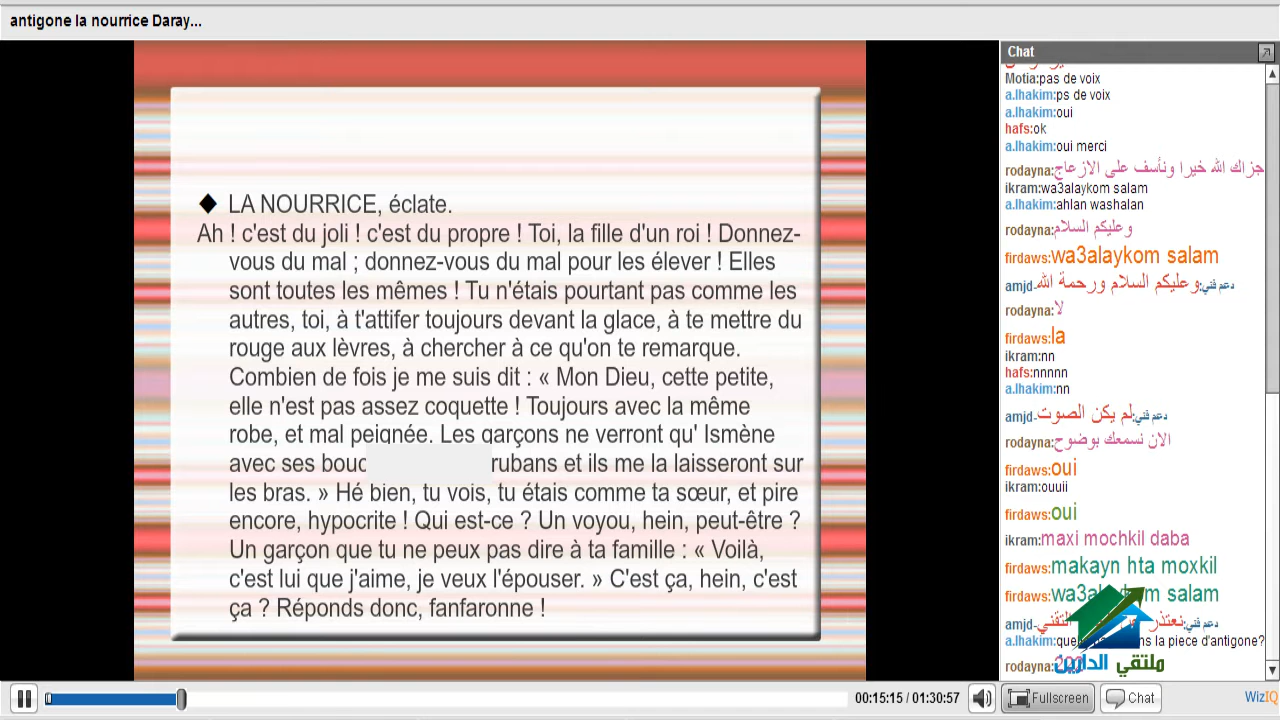 antigone la nourrice Daray...
LA NOURRICE, éclate.
Ah ! c'est du joli ! c'est du propre ! Toi, la fille d'un roi ! Donnez-
vous du mal ; donnez-vous du mal pour les élever ! Elles
sont toutes les mêmes ! Tu n'étais pourtant pas comme les
autres, toi, à t'attifer toujours devant la glace, à te mettre du
rouge aux lèvres, à chercher à ce qu'on te remarque.
Combien de fois je me suis dit : « Mon Dieu, cette petite,
elle n'est pas assez coquette ! Toujours avec la même
robe, et mal peignée. Les garçons ne verront qu' Ismène
avec ses rubans et ils me la laisseront sur
les bras. » Hé bien, tu vois, tu étais comme ta sœur, et pire
encore, hypocrite ! Qui est-ce ? Un voyou, hein, peut-être ?
Un garçon que tu ne peux pas dire à ta famille : « Voilà,
c'est lui que j'aime, je veux l'épouser. » C'est ça, hein, c'est
ça ? Réponds donc, fanfaronne !
Chat
Motia:pas de voix
a.lhakim:ps de voix
a.lhakim:oui
hafs:ok
a.lhakim:oui merci
rodayna:جزاك الله خيرا ونأسف على الازعاج
ikram:wa3alaykom salam
a.lhakim:ahlan washalan
rodayna:وعليكم السلام
firdaws:wa3alaykom salam
amjd-دعم فني:وعليكم السلام ورحمة الله
rodayna:لا
firdaws:la
ikram:nn
hafs:nnnnn
a.lhakim:nn
amjd-دعم فني:لم يكن الصوت
rodayna:الان نسمعك بوضوح
firdaws:oui
ikram:ouuii
firdaws:oui
ikram:maxi mochkil daba
firdaws:makayn hta moxkil
firdaws: salam
amjd-دعم فني:نعتذر التقني
a.lhakim: la piece d'antigone?
rodayna:
ملتقي الدارين
00:15:15 / 01:30:57
Fullscreen
Chat
WizIQ